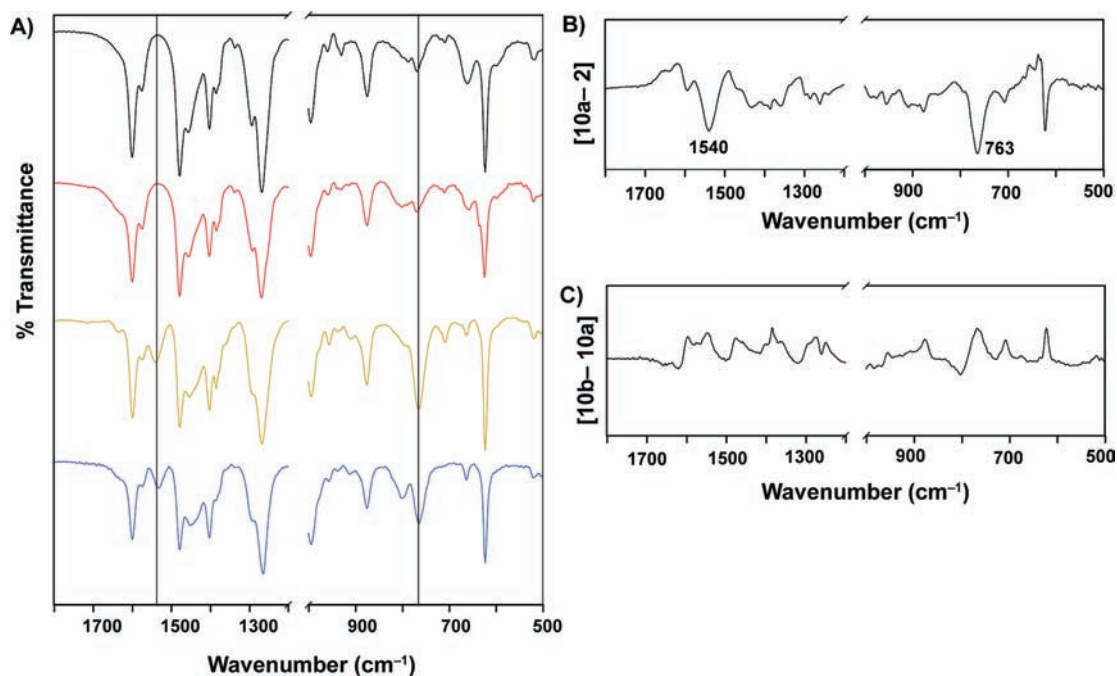 A)
% Transmittance
1700 1500 1300 900 700 500
Wavenumber (cm⁻¹)
B)
[10a– 2]
1540
763
1700 1500 1300 900 700 500
Wavenumber (cm⁻¹)
C)
[10b– 10a]
1700 1500 1300 900 700 500
Wavenumber (cm⁻¹)